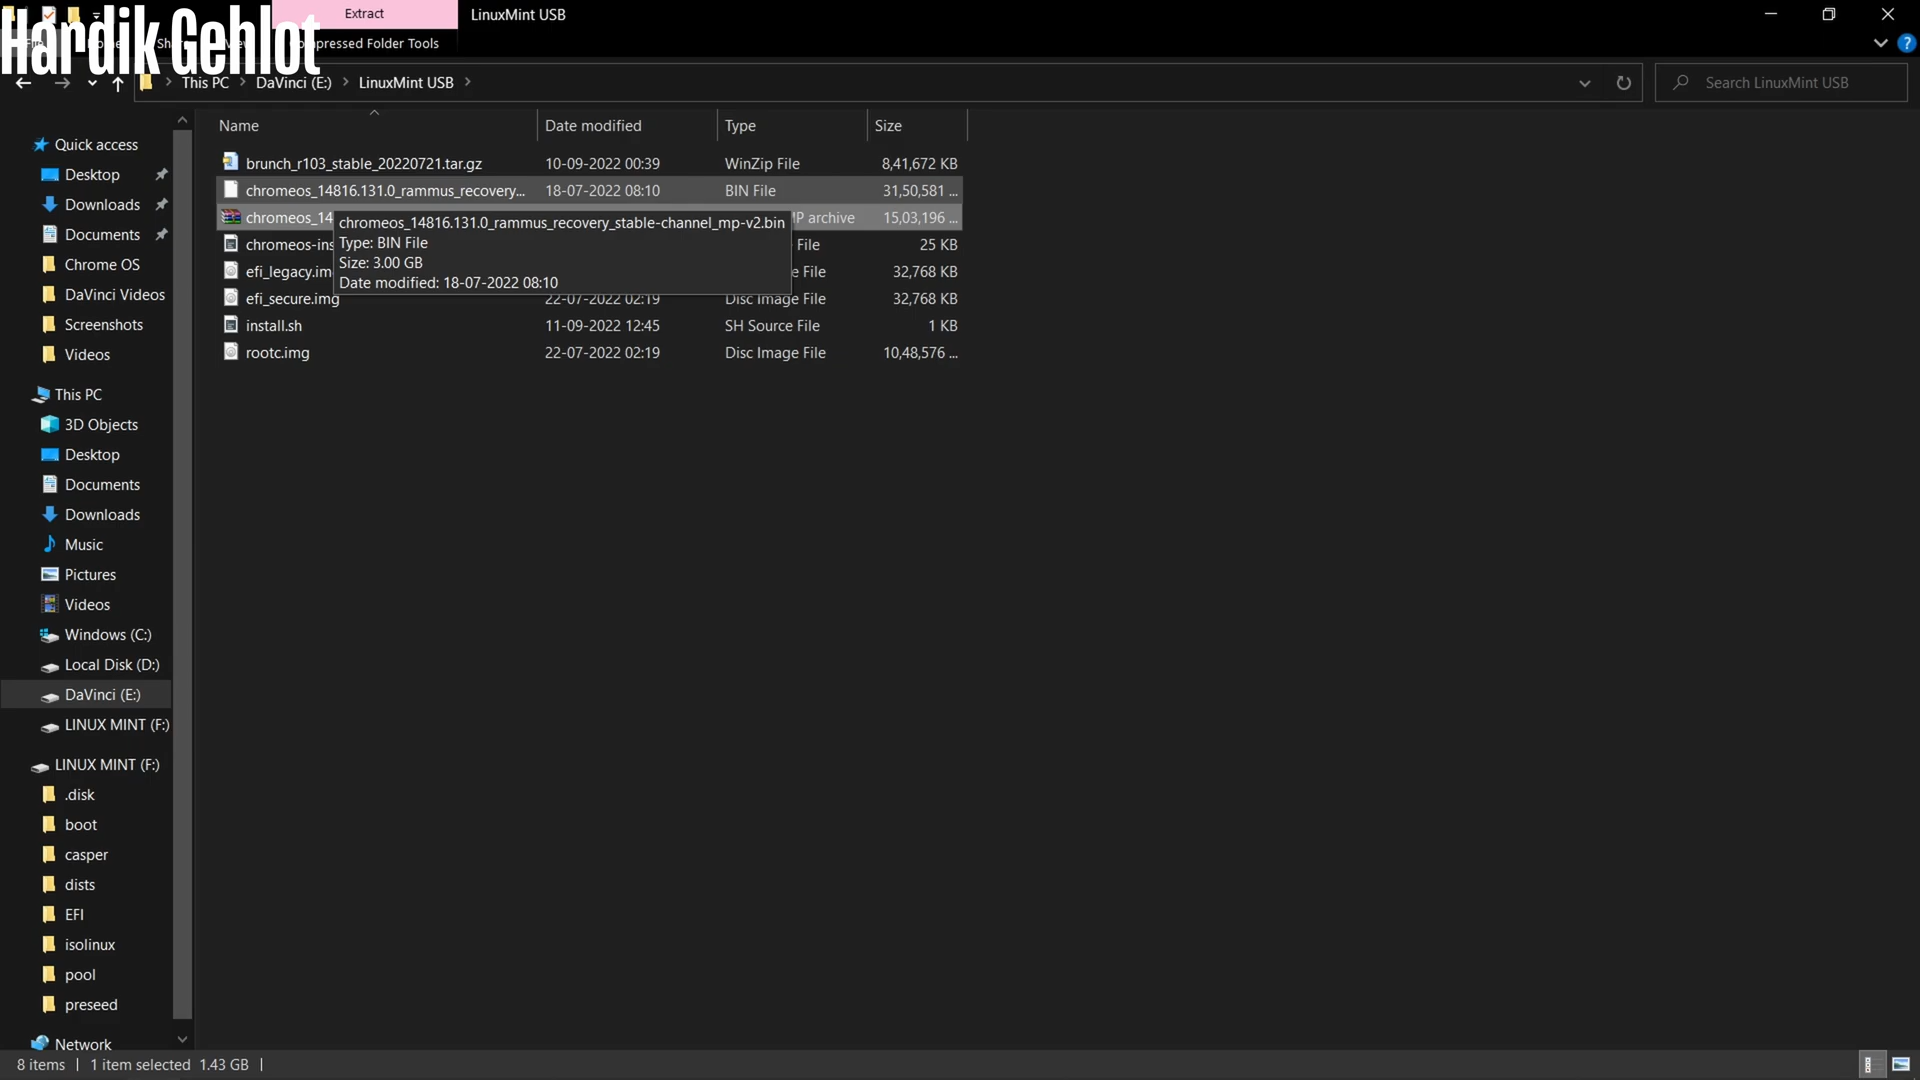 Hardik Gehlot
Extract
LinuxMint USB
Compressed Folder Tools
This PC
DaVinci (E:)
LinuxMint USB
Search LinuxMint USB
Name
Date modified
Type
Size
brunch_r103_stable_20220721.tar.gz
10-09-2022 00:39
WinZip File
8,41,672 KB
chromeos_14816.131.0_rammus_recovery...
18-07-2022 08:10
BIN File
31,50,581 ...
chromeos_14
P archive
15,03,196 ...
chromeos_14816.131.0_rammus_recovery_stable-channel_mp-v2.bin
Type: BIN File
Size: 3.00 GB
Date modified: 18-07-2022 08:10
chromeos-ins
File
25 KB
efi_legacy.im
e File
32,768 KB
efi_secure.img
22-07-2022 02:19
Disc Image File
32,768 KB
install.sh
11-09-2022 12:45
SH Source File
1 KB
rootc.img
22-07-2022 02:19
Disc Image File
10,48,576 ...
Quick access
Desktop
Downloads
Documents
Chrome OS
DaVinci Videos
Screenshots
Videos
This PC
3D Objects
Desktop
Documents
Downloads
Music
Pictures
Videos
Windows (C:)
Local Disk (D:)
DaVinci (E:)
LINUX MINT (F:)
LINUX MINT (F:)
.disk
boot
casper
dists
EFI
isolinux
pool
preseed
Network
8 items
1 item selected 1.43 GB